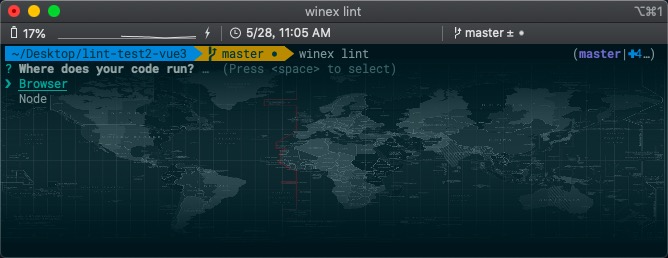 winex lint
⌥⌘1
17%
5/28, 11:05 AM
master ±
~/Desktop/lint-test2-vue3 master winex lint (master|✚4…)
? Where does your code run? … (Press <space> to select)
❯ Browser
Node